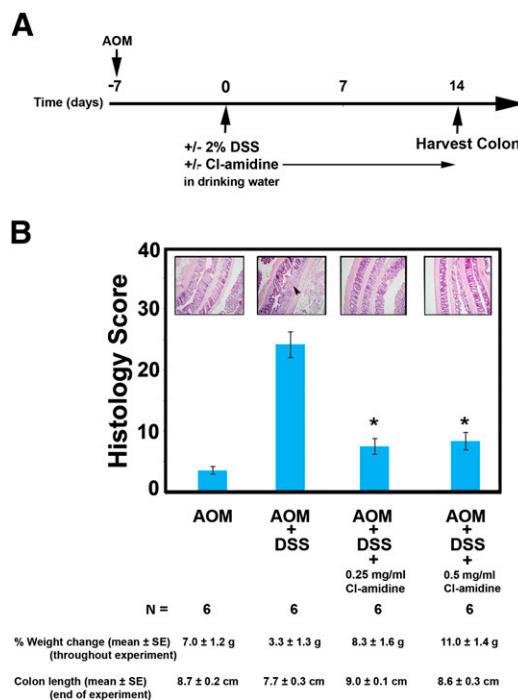 A
AOM
-7 0 7 14
Time (days)
+/- 2% DSS
+/- Cl-amidine
in drinking water
Harvest Colon
B
Histology Score
40
30
20
10
0
* *
AOM AOM + DSS AOM + DSS + 0.25 mg/ml Cl-amidine AOM + DSS + 0.5 mg/ml Cl-amidine
N = 6 6 6 6
% Weight change (mean ± SE) 7.0 ± 1.2 g 3.3 ± 1.3 g 8.3 ± 1.6 g 11.0 ± 1.4 g
(throughout experiment)
Colon length (mean ± SE) 8.7 ± 0.2 cm 7.7 ± 0.3 cm 9.0 ± 0.1 cm 8.6 ± 0.3 cm
(end of experiment)